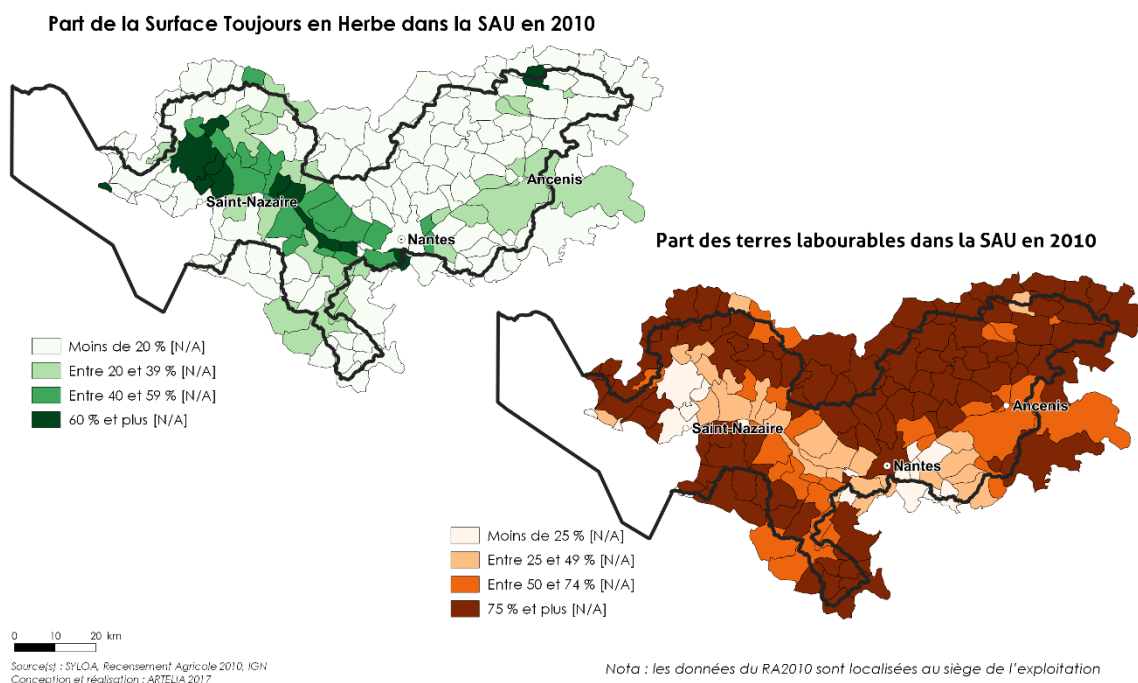 Part de la Surface Toujours en Herbe dans la SAU en 2010
Saint-Nazaire
Ancenis
Nantes
Moins de 20 % [N/A]
Entre 20 et 39 % [N/A]
Entre 40 et 59 % [N/A]
60 % et plus [N/A]
Part des terres labourables dans la SAU en 2010
Ancenis
Saint-Nazaire
Nantes
Moins de 25 % [N/A]
Entre 25 et 49 % [N/A]
Entre 50 et 74 % [N/A]
75 % et plus [N/A]
0 10 20 km
Source(s) : SYLOA, Recensement Agricole 2010, IGN
Conception et réalisation : ARTELIA 2017
Nota : les données du RA2010 sont localisées au siège de l'exploitation